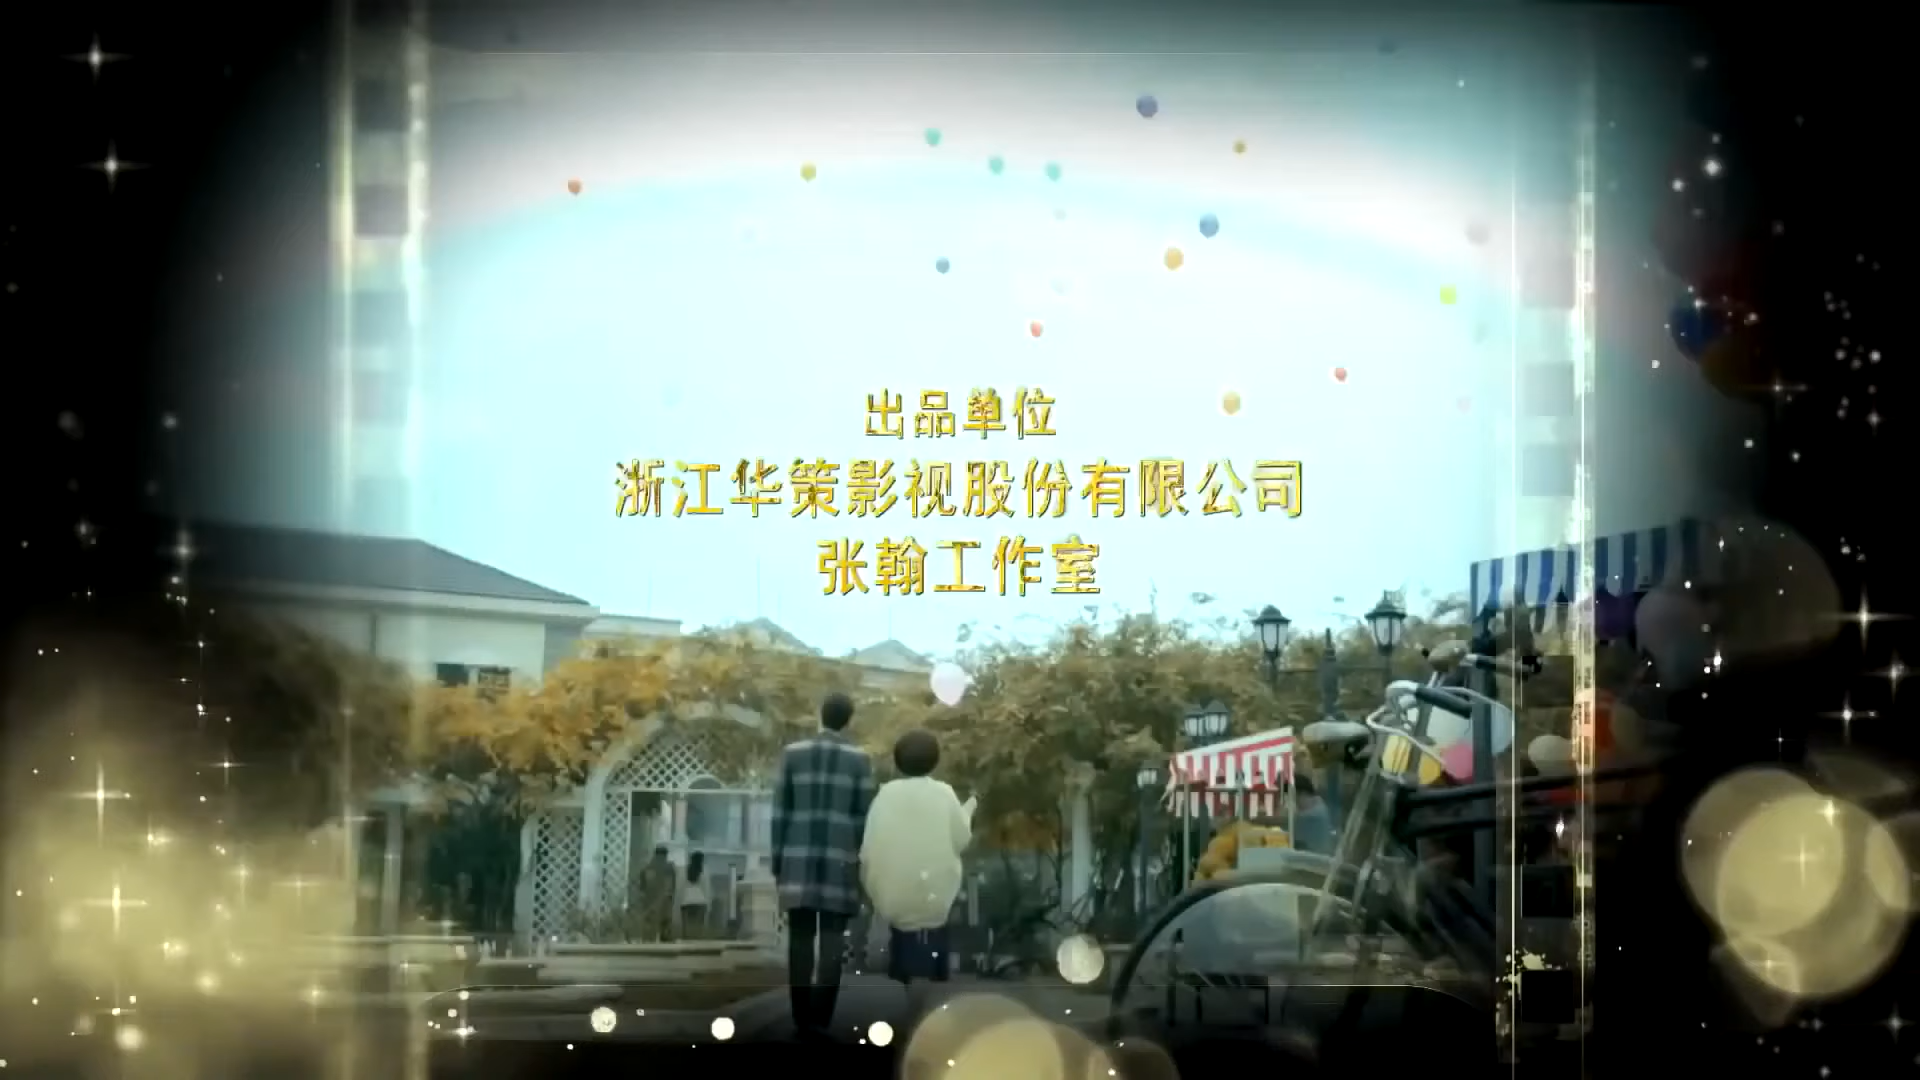 出品单位
浙江华策影视股份有限公司
张翰工作室